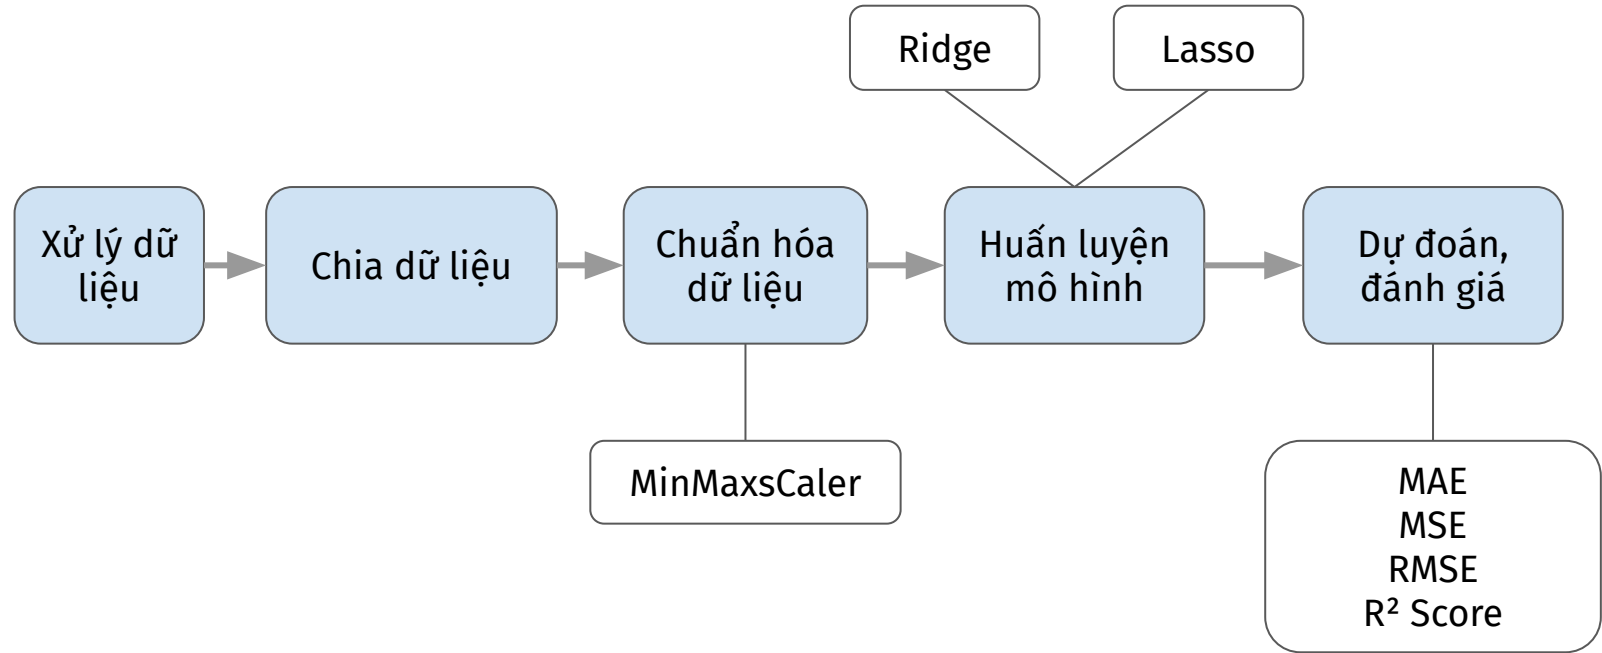 Ridge
Lasso
Xử lý dữ
liệu
Chia dữ liệu
Chuẩn hóa
dữ liệu
Huấn luyện
mô hình
Dự đoán,
đánh giá
MinMaxsCaler
MAE
MSE
RMSE
R² Score